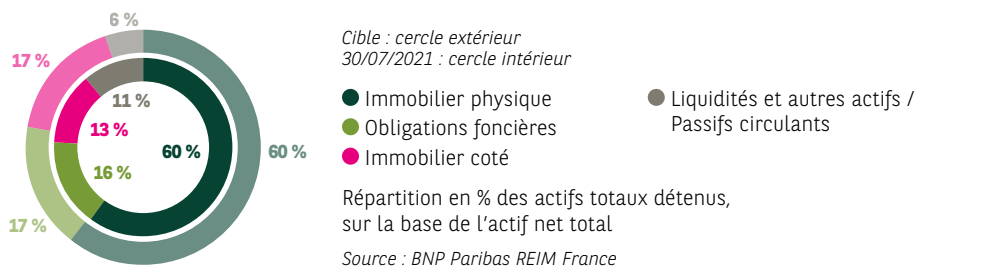 6 %
17 %
11 %
13 %
60 %
60 %
16 %
17 %
Cible : cercle extérieur
30/07/2021 : cercle intérieur
Immobilier physique
Obligations foncières
Immobilier coté
Liquidités et autres actifs /
Passifs circulants
Répartition en % des actifs totaux détenus,
sur la base de l'actif net total
Source : BNP Paribas REIM France